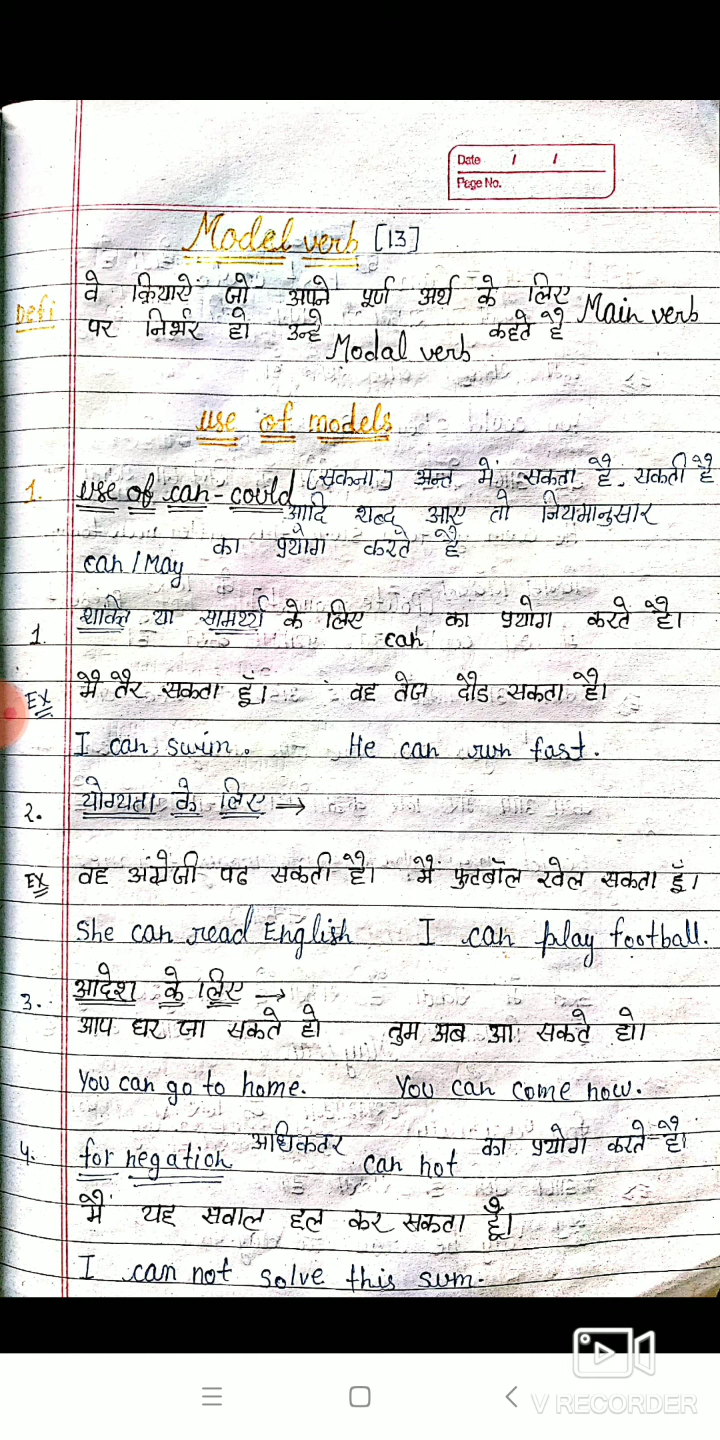 Date / /
Page No.
Model verb [13]
Defi वे क्रियाऐ जो अपने पूर्ण अर्थ के लिए Main verb
पर निर्भर हो उन्हे Modal verb कहते है
use of models
1. use of can-could (सकना) अन्त में सकता है, सकती है
आदि शब्द आए तो नियमानुसार
can/May का प्रयोग करते है
1. शक्ति या सामर्थ्य के लिए can का प्रयोग करते है।
Ex मै तैर सकता हूँ। वह तेज दौड सकता है।
I can swim. He can run fast.
2. योग्यता के लिए →
Ex वह अंग्रेजी पढ सकती है। मैं फुटबॉल खेल सकता हूँ।
She can read English I can play football.
3. आदेश के लिए →
आप घर जा सकते हो तुम अब आ सकते हो।
You can go to home. You can come now.
4. for negation अधिकतर can not का प्रयोग करते है।
मैं यह सवाल हल कर सकता हूँ।
I can not solve this sum.
V RECORDER